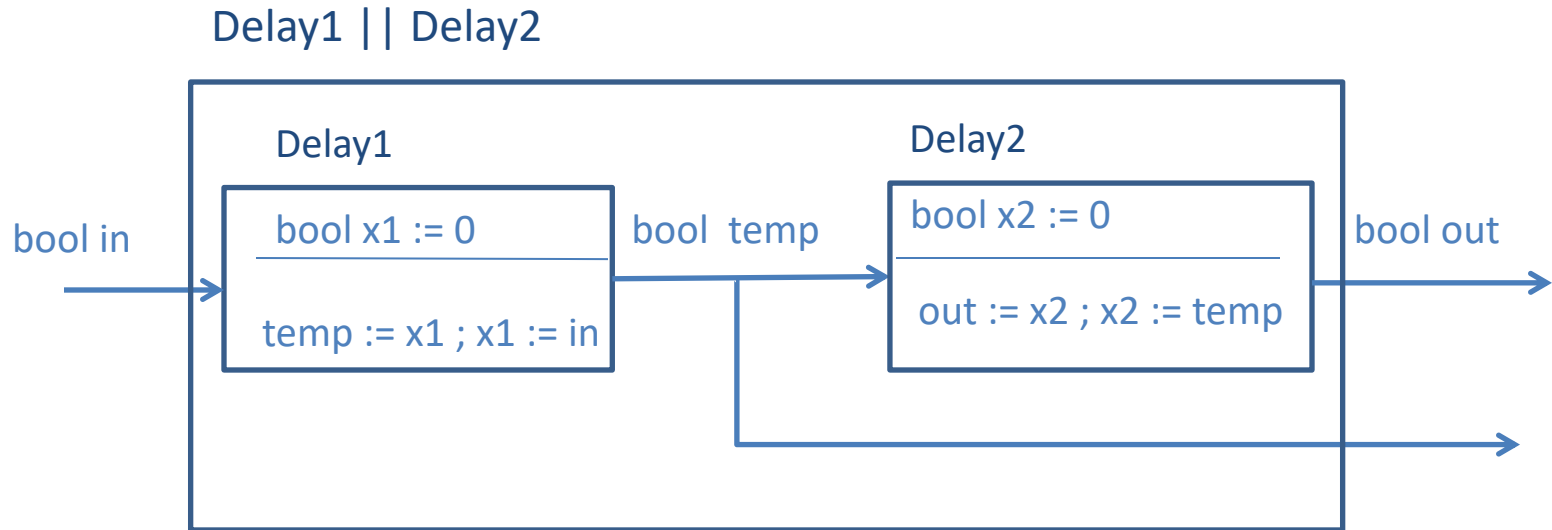 Delay1 || Delay2
Delay1
Delay2
bool in
bool x1 := 0
bool temp
bool x2 := 0
bool out
temp := x1 ; x1 := in
out := x2 ; x2 := temp